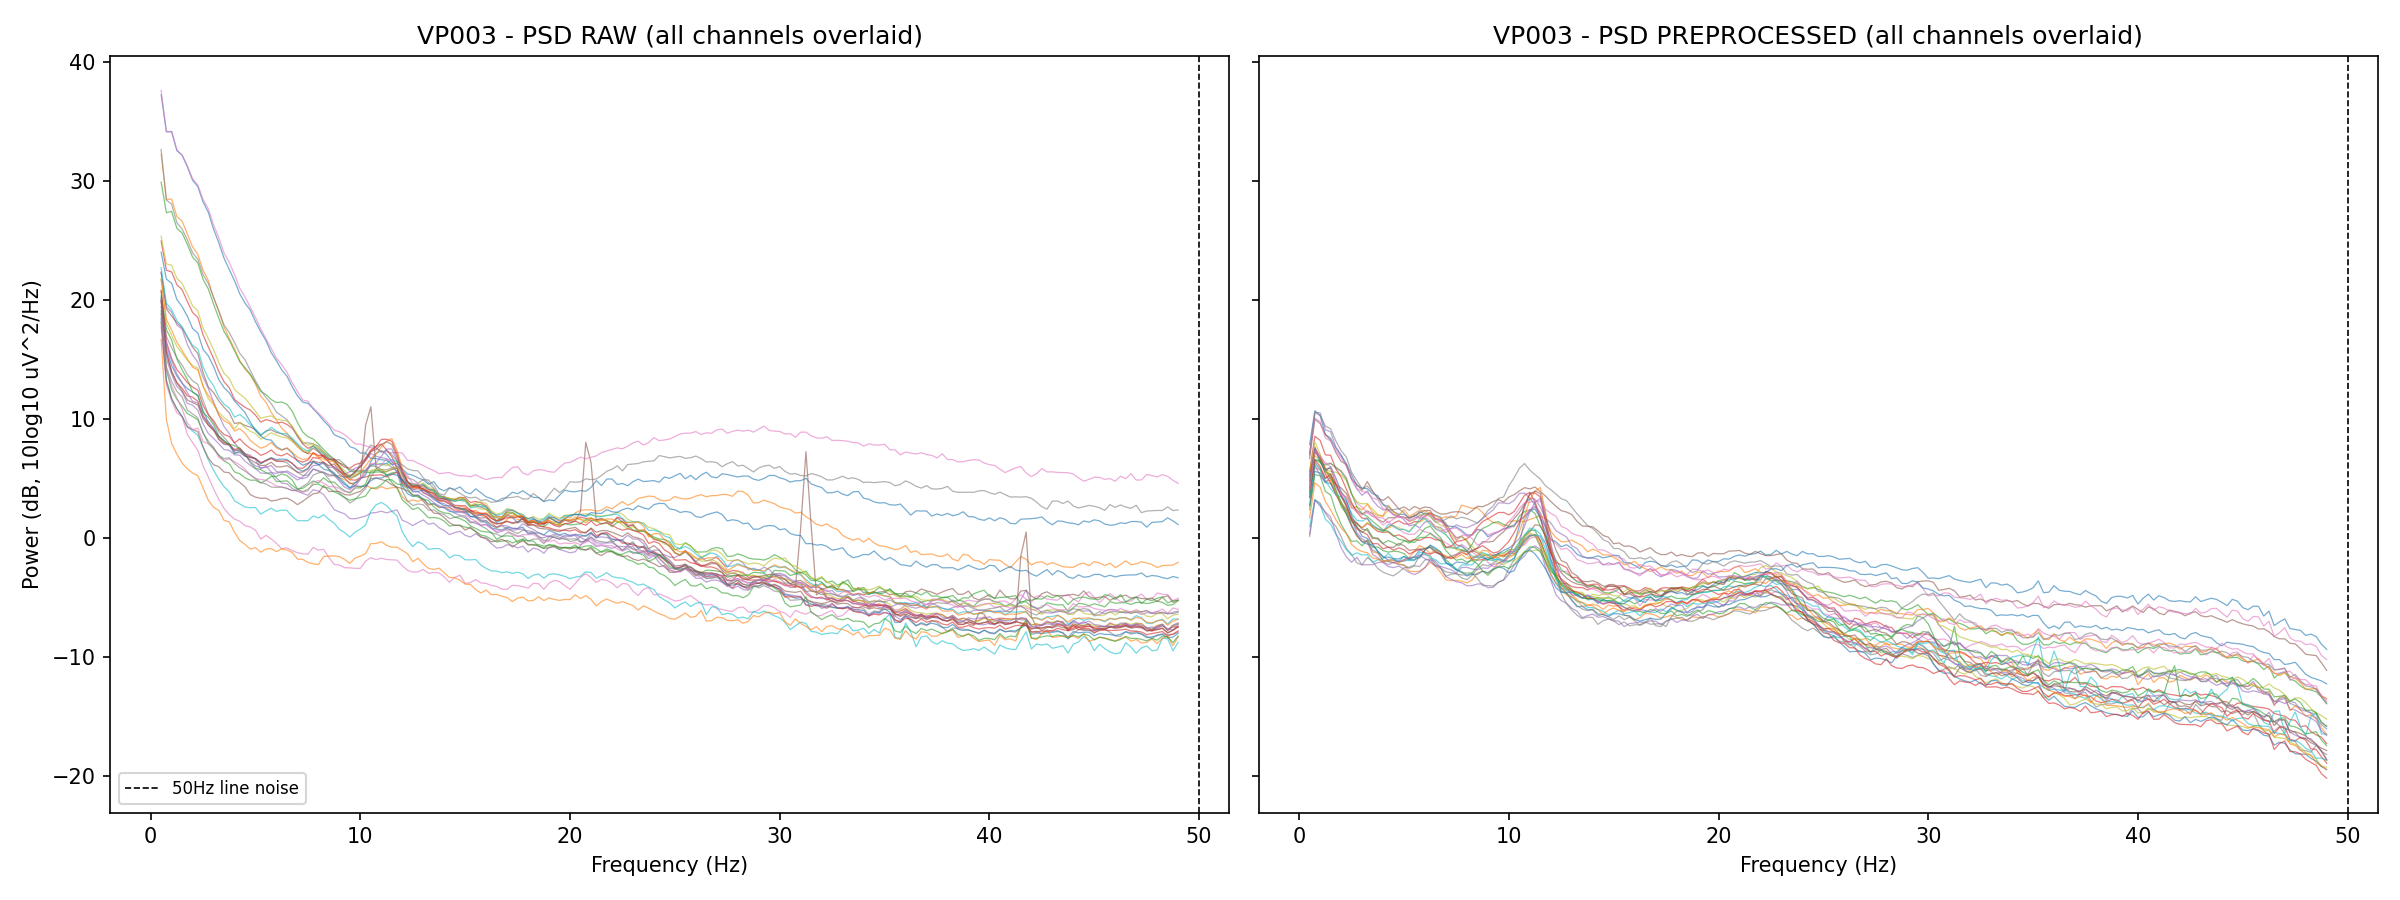 VP003 - PSD RAW (all channels overlaid)
VP003 - PSD PREPROCESSED (all channels overlaid)
Power (dB, 10log10 uV^2/Hz)
40
30
20
10
0
−10
−20
50Hz line noise
0 10 20 30 40 50
0 10 20 30 40 50
Frequency (Hz)
Frequency (Hz)